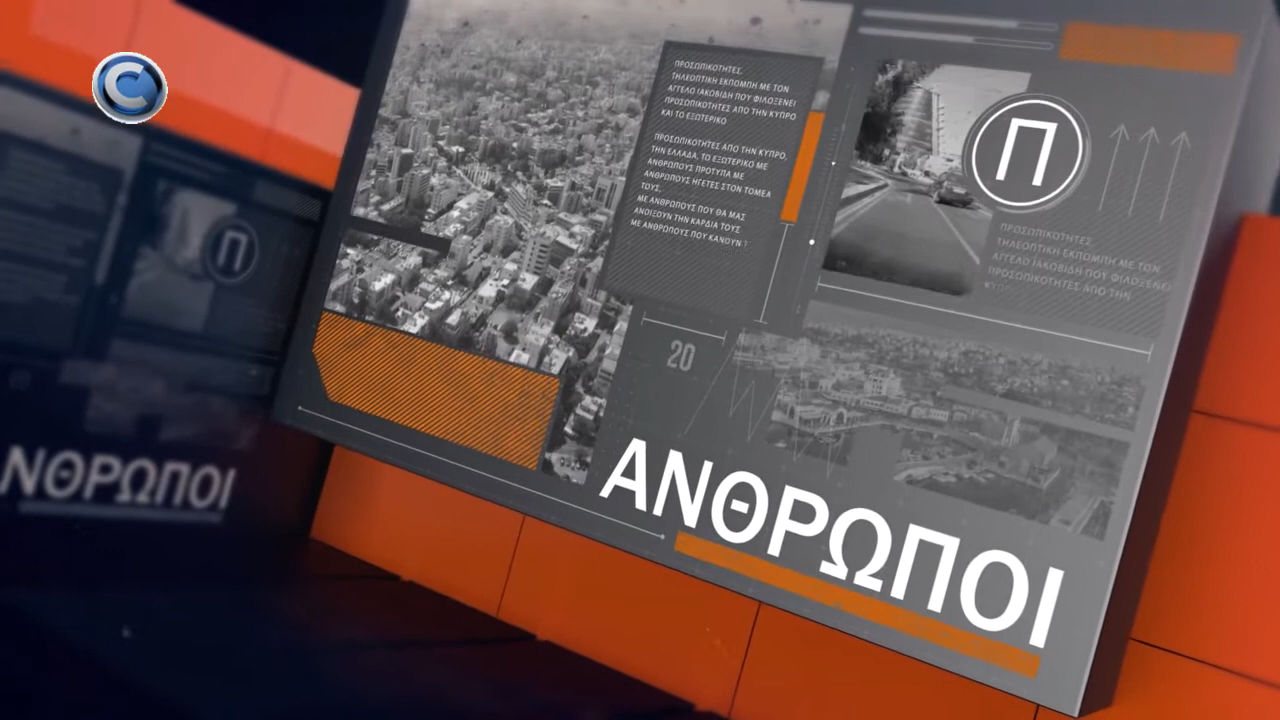 C
ΠΡΟΣΩΠΙΚΟΤΗΤΕΣ.
ΤΗΛΕΟΠΤΙΚΗ ΕΚΠΟΜΠΗ ΜΕ ΤΟΝ
ΑΓΓΕΛΟ ΙΑΚΩΒΙΔΗ ΠΟΥ ΦΙΛΟΞΕΝΕΙ
ΠΡΟΣΩΠΙΚΟΤΗΤΕΣ ΑΠΟ ΤΗΝ ΚΥΠΡΟ
ΚΑΙ ΤΟ ΕΞΩΤΕΡΙΚΟ
ΠΡΟΣΩΠΙΚΟΤΗΤΕΣ ΑΠΟ ΤΗΝ ΚΥΠΡΟ,
ΤΗΝ ΕΛΛΑΔΑ, ΤΟ ΕΞΩΤΕΡΙΚΟ ΜΕ
ΑΝΘΡΩΠΟΥΣ ΠΡΟΤΥΠΑ ΜΕ
ΑΝΘΡΩΠΟΥΣ ΗΓΕΤΕΣ ΣΤΟΝ ΤΟΜΕΑ
ΤΟΥΣ.
ΜΕ ΑΝΘΡΩΠΟΥΣ ΠΟΥ ΘΑ ΜΑΣ
ΑΝΟΙΞΟΥΝ ΤΗΝ ΚΑΡΔΙΑ ΤΟΥΣ
ΜΕ ΑΝΘΡΩΠΟΥΣ ΠΟΥ ΚΑΝΟΥΝ
Π
ΠΡΟΣΩΠΙΚΟΤΗΤΕΣ
ΤΗΛΕΟΠΤΙΚΗ ΕΚΠΟΜΠΗ ΜΕ ΤΟΝ
ΑΓΓΕΛΟ ΙΑΚΩΒΙΔΗ ΠΟΥ ΦΙΛΟΞΕΝΕΙ
ΠΡΟΣΩΠΙΚΟΤΗΤΕΣ ΑΠΟ ΤΗΝ
20
ΑΝΘΡΩΠΟΙ
Π
ΝΘΡΩΠΟΙ